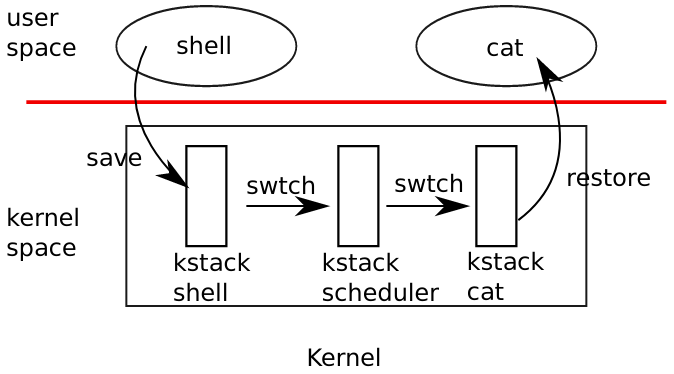 user
space
shell
cat
save
swtch
swtch
restore
kernel
space
kstack
shell
kstack
scheduler
kstack
cat
Kernel